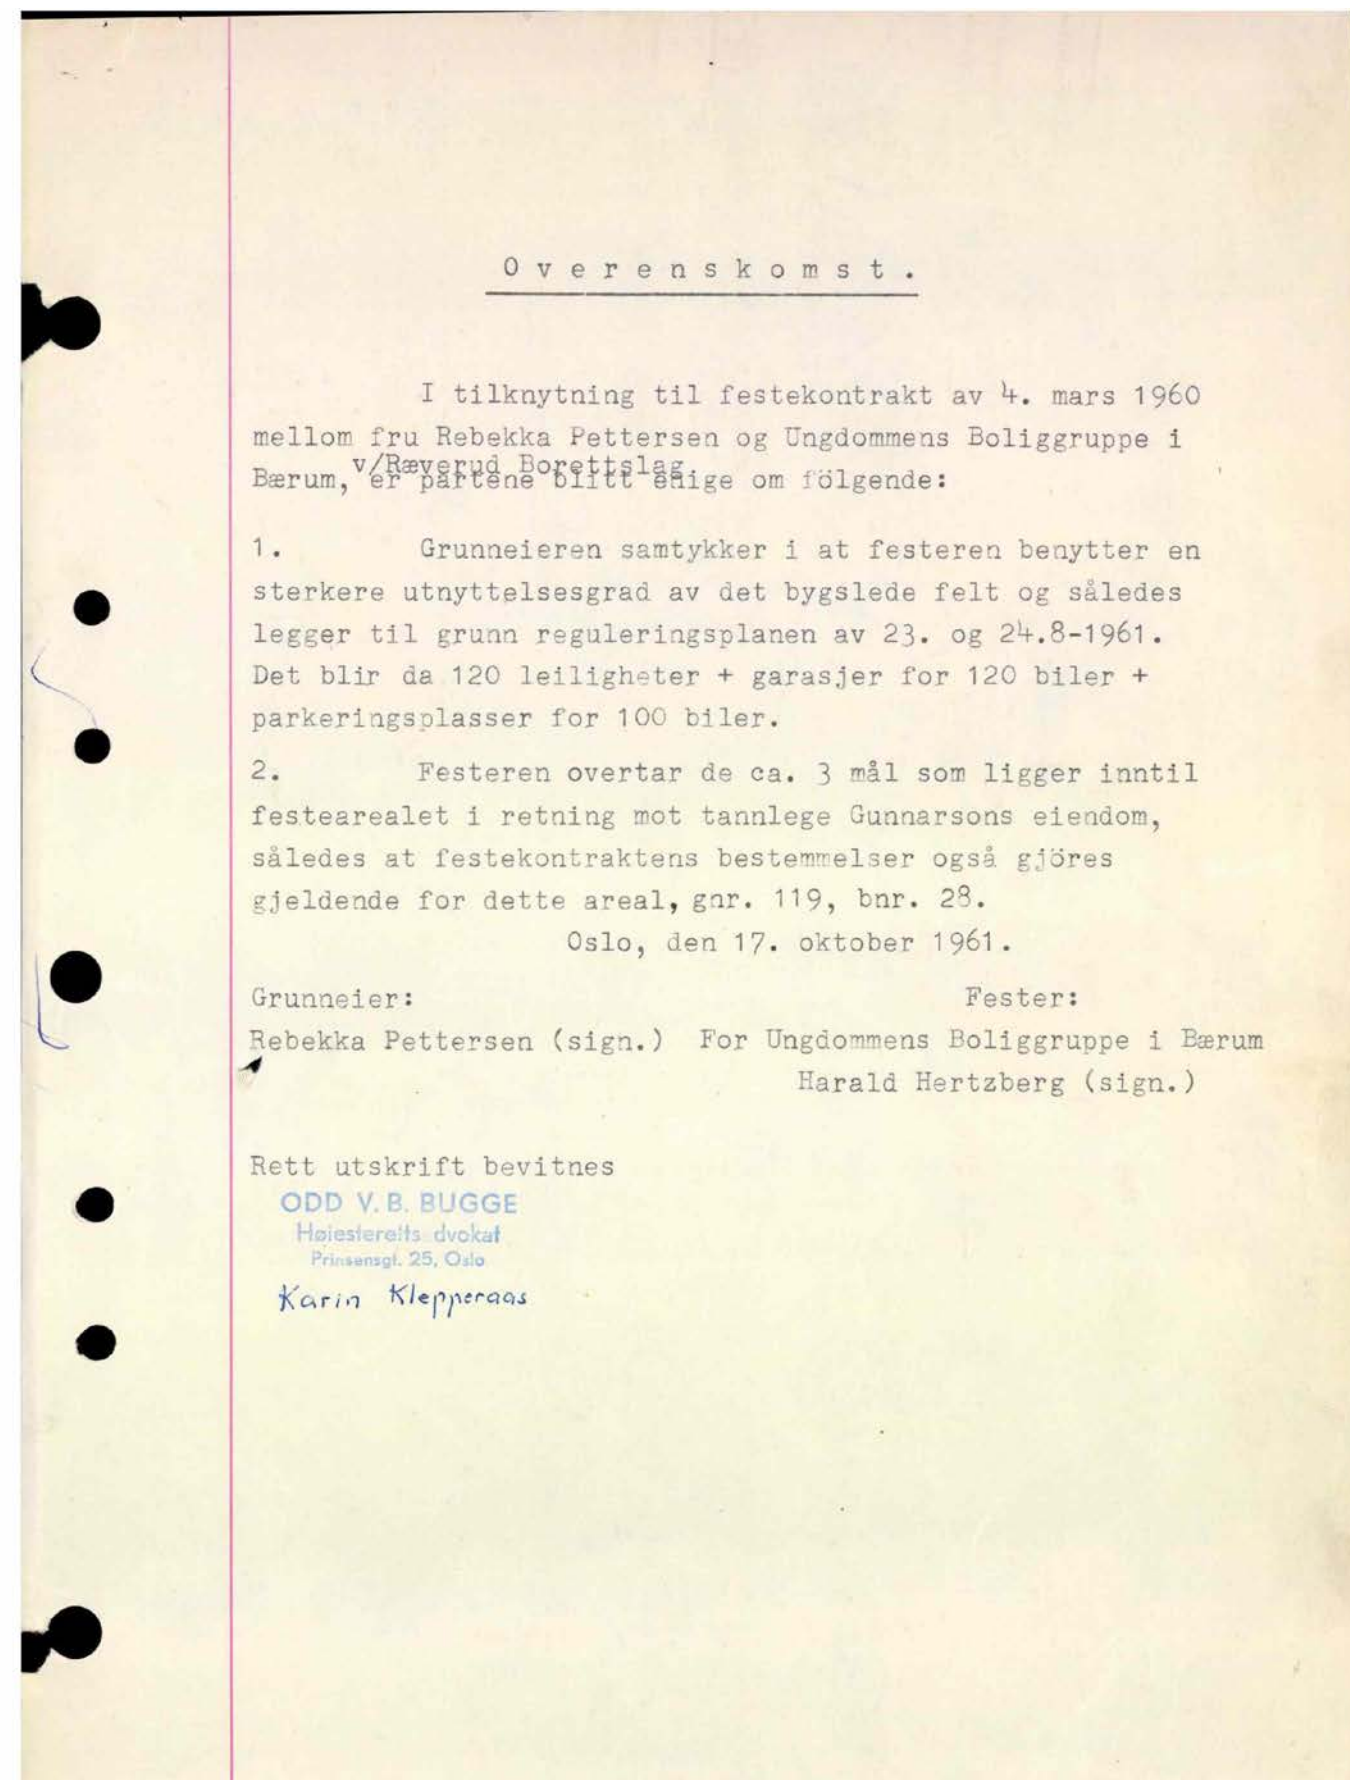 Overenskomst.
I tilknytning til festekontrakt av 4. mars 1960
mellom fru Rebekka Pettersen og Ungdommens Boliggruppe i
v/Ræverud Borettslag
Bærum, er partene blitt enige om fölgende:
1. Grunneieren samtykker i at festeren benytter en
sterkere utnyttelsesgrad av det bygslede felt og således
legger til grunn reguleringsplanen av 23. og 24.8-1961.
Det blir da 120 leiligheter + garasjer for 120 biler +
parkeringsplasser for 100 biler.
2. Festeren overtar de ca. 3 mål som ligger inntil
festearealet i retning mot tannlege Gunnarsons eiendom,
således at festekontraktens bestemmelser også gjöres
gjeldende for dette areal, gnr. 119, bnr. 28.
Oslo, den 17. oktober 1961.
Grunneier: Fester:
Rebekka Pettersen (sign.) For Ungdommens Boliggruppe i Bærum
Harald Hertzberg (sign.)
Rett utskrift bevitnes
ODD V. B. BUGGE
Høiesteretts dvokat
Prinsensgt. 25, Oslo
Karin Klepperaas